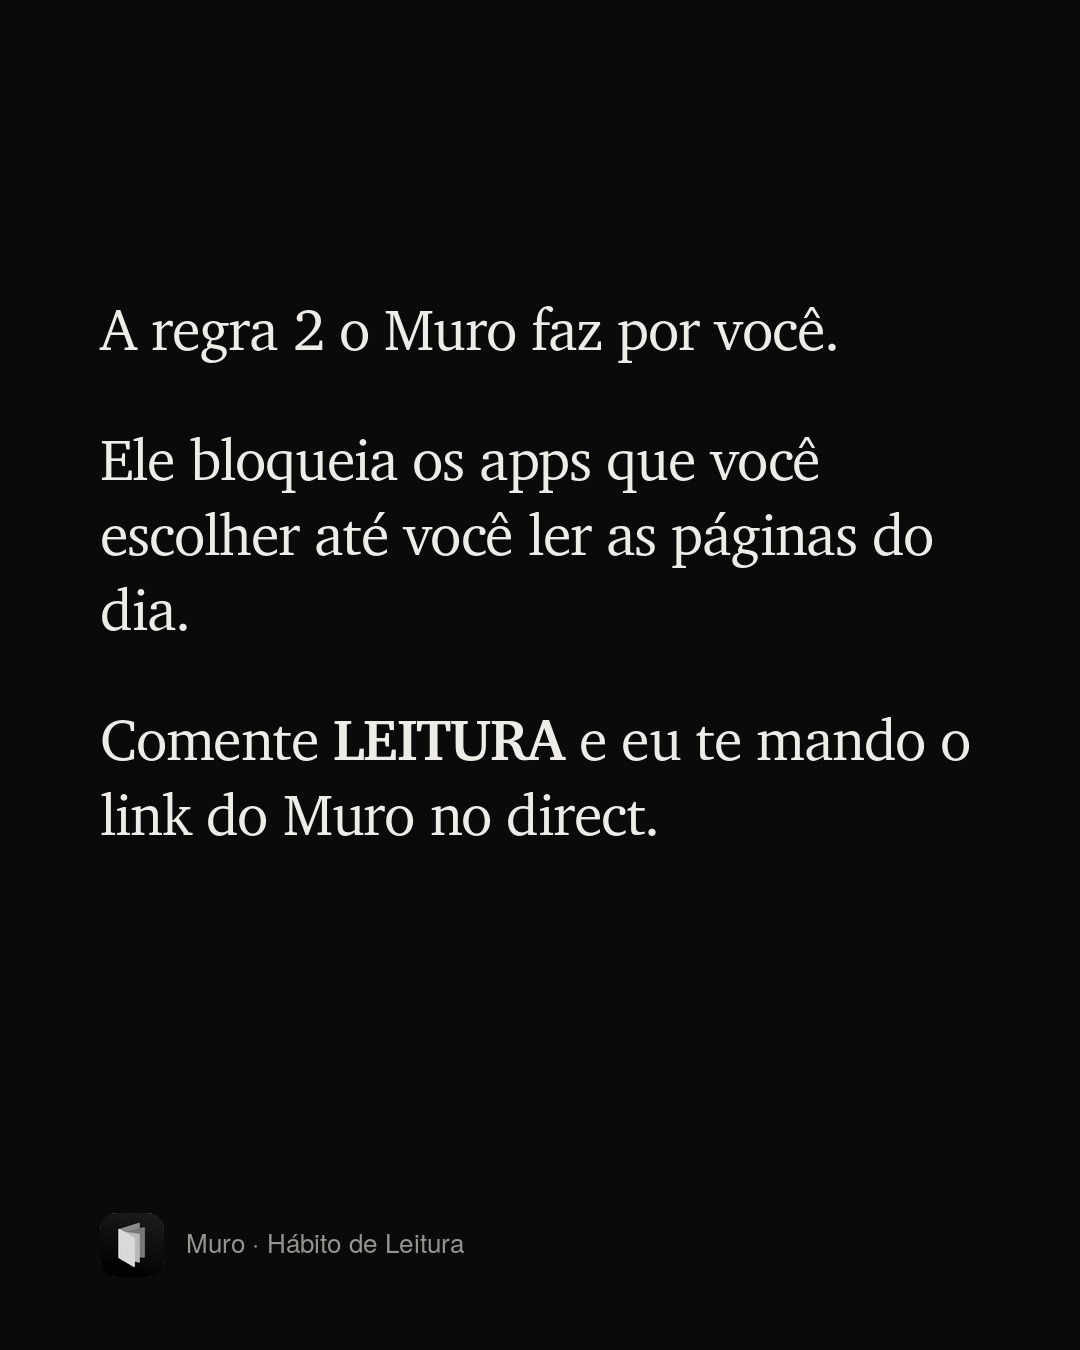 A regra 2 o Muro faz por você.
Ele bloqueia os apps que você
escolher até você ler as páginas do
dia.
Comente LEITURA e eu te mando o
link do Muro no direct.
Muro · Hábito de Leitura